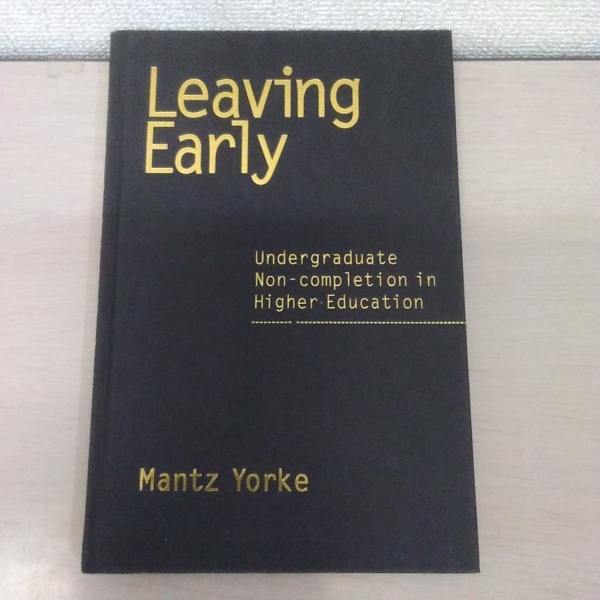 Leaving
Early
Undergraduate
Non-completion in
Higher Education
Mantz Yorke